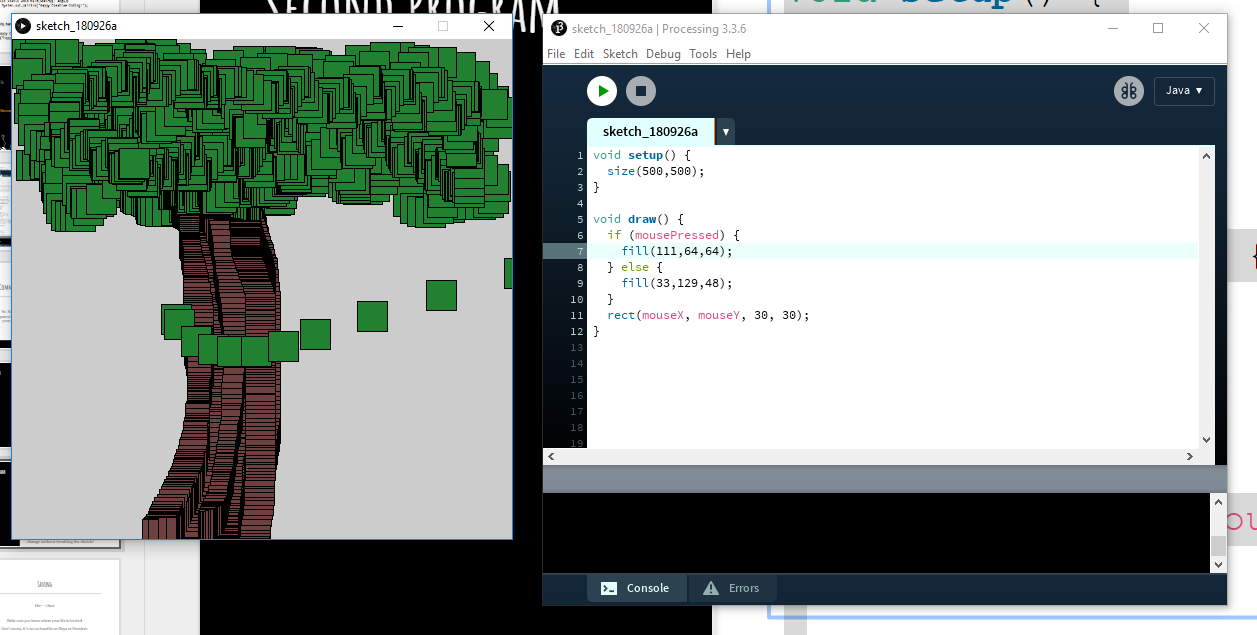 SECOND PROGRAM
sketch_180926a
sketch_180926a | Processing 3.3.6
File Edit Sketch Debug Tools Help
Java ▼
sketch_180926a ▼
1 void setup() {
2   size(500,500);
3 }
4
5 void draw() {
6   if (mousePressed) {
7     fill(111,64,64);
8   } else {
9     fill(33,129,48);
10   }
11   rect(mouseX, mouseY, 30, 30);
12 }
13
14
15
16
17
18
19
Console Errors
void setup() {
{
ou
Saving